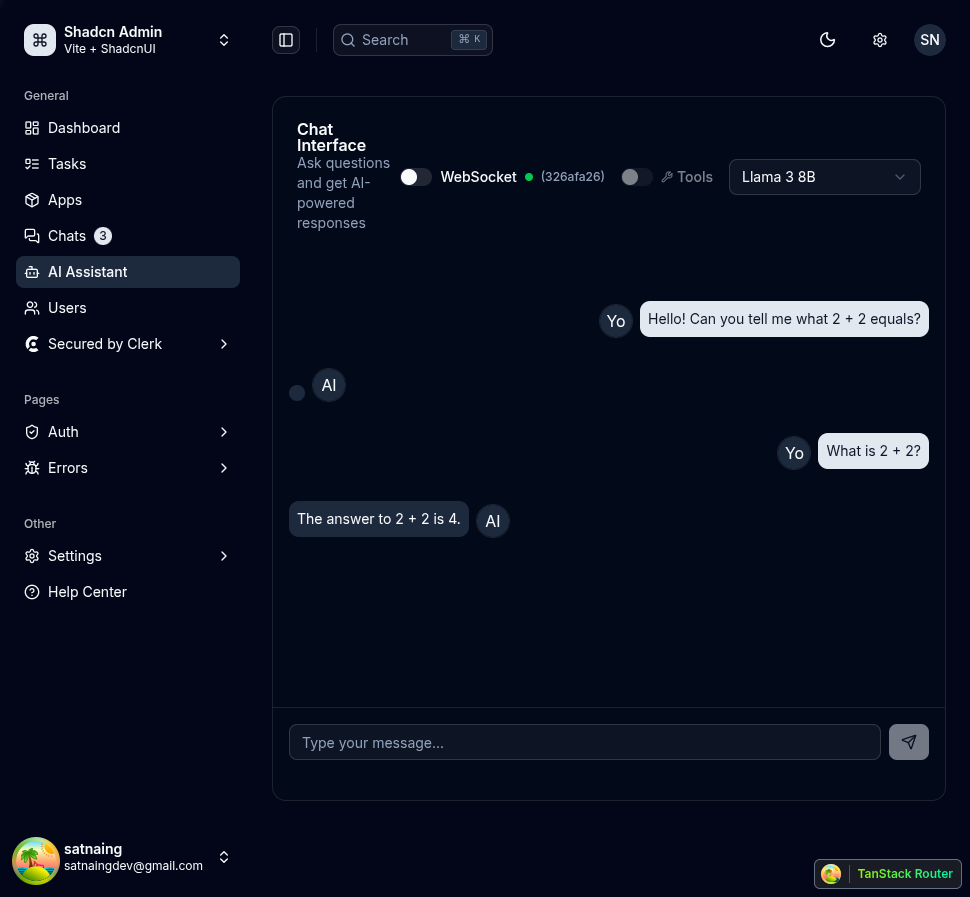 Shadcn Admin
Vite + ShadcnUI
Search
⌘ K
SN
General
Dashboard
Tasks
Apps
Chats 3
AI Assistant
Users
Secured by Clerk
Pages
Auth
Errors
Other
Settings
Help Center
satnaing
satnaingdev@gmail.com
Chat
Interface
Ask questions
and get AI-
powered
responses
WebSocket (326afa26)
Tools
Llama 3 8B
Yo
Hello! Can you tell me what 2 + 2 equals?
AI
Yo
What is 2 + 2?
The answer to 2 + 2 is 4.
AI
Type your message...
TanStack Router